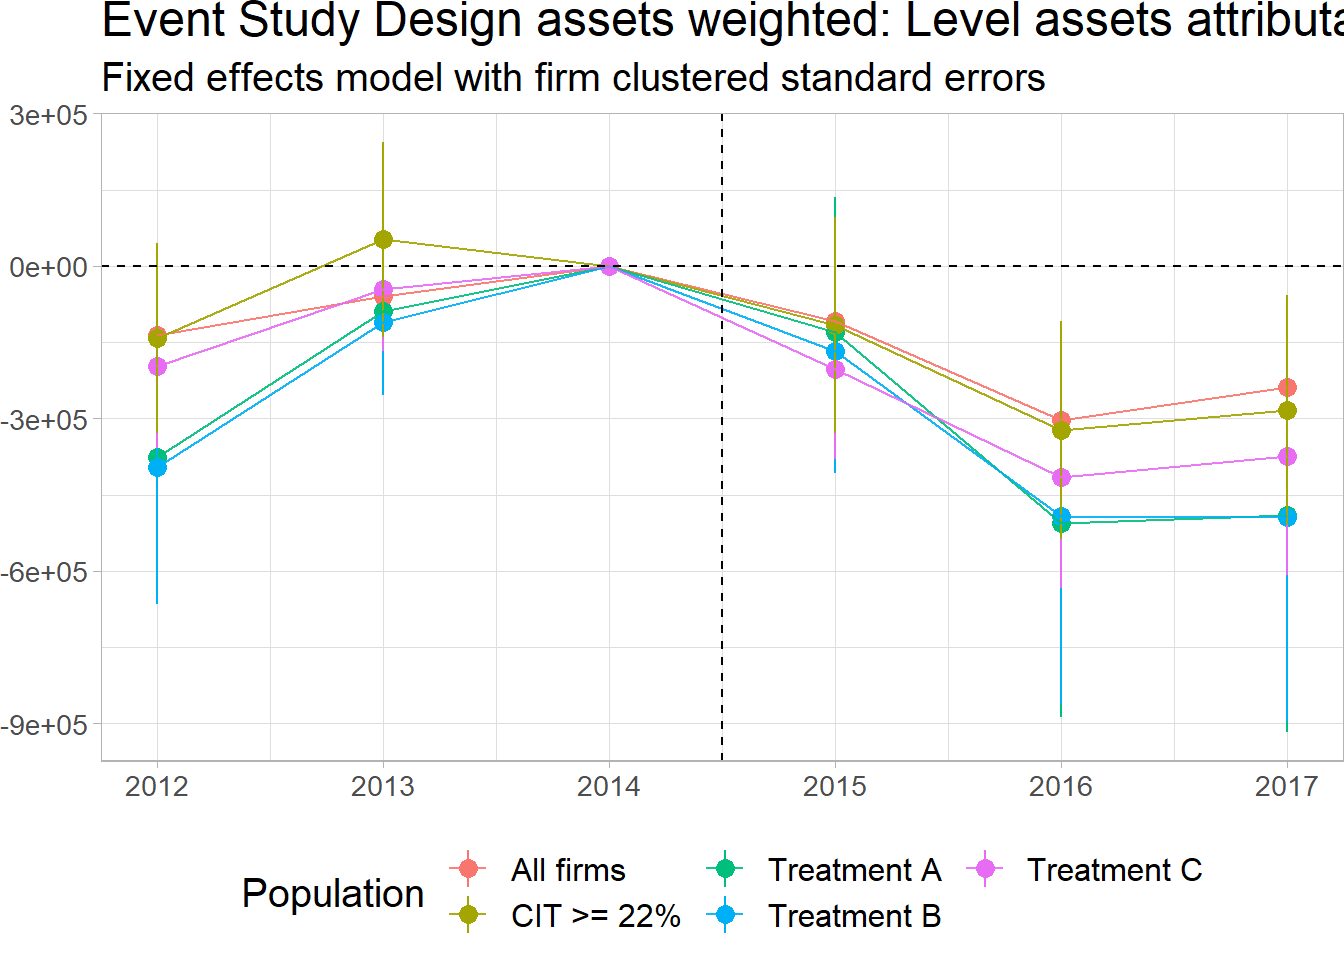 Event Study Design assets weighted: Level assets
Fixed effects model with firm clustered standard errors
3e+05
0e+00
-3e+05
-6e+05
-9e+05
2012 2013 2014 2015 2016 2017
Population
All firms
Treatment A
Treatment C
CIT >= 22%
Treatment B